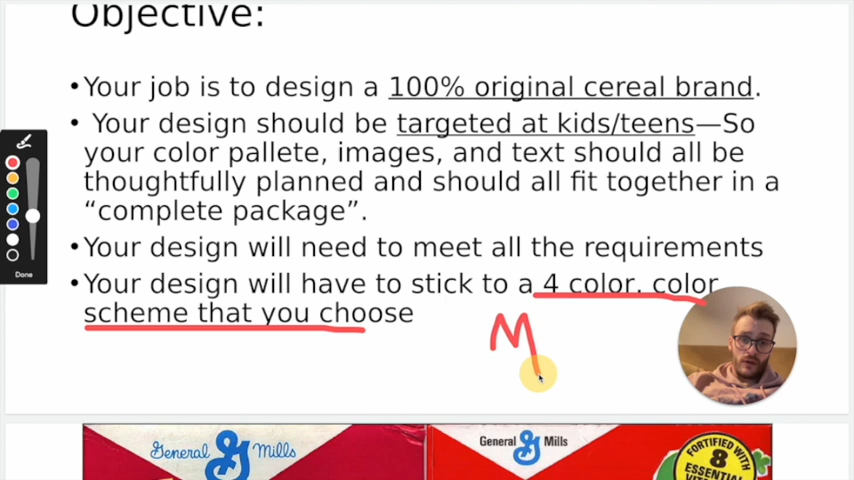 Objective:
•Your job is to design a 100% original cereal brand.
• Your design should be targeted at kids/teens—So
your color pallete, images, and text should all be
thoughtfully planned and should all fit together in a
“complete package”.
•Your design will need to meet all the requirements
•Your design will have to stick to a 4 color, color
scheme that you choose
M
Done
General G Mills
General G Mills
FORTIFIED WITH
8
ESSENTIAL